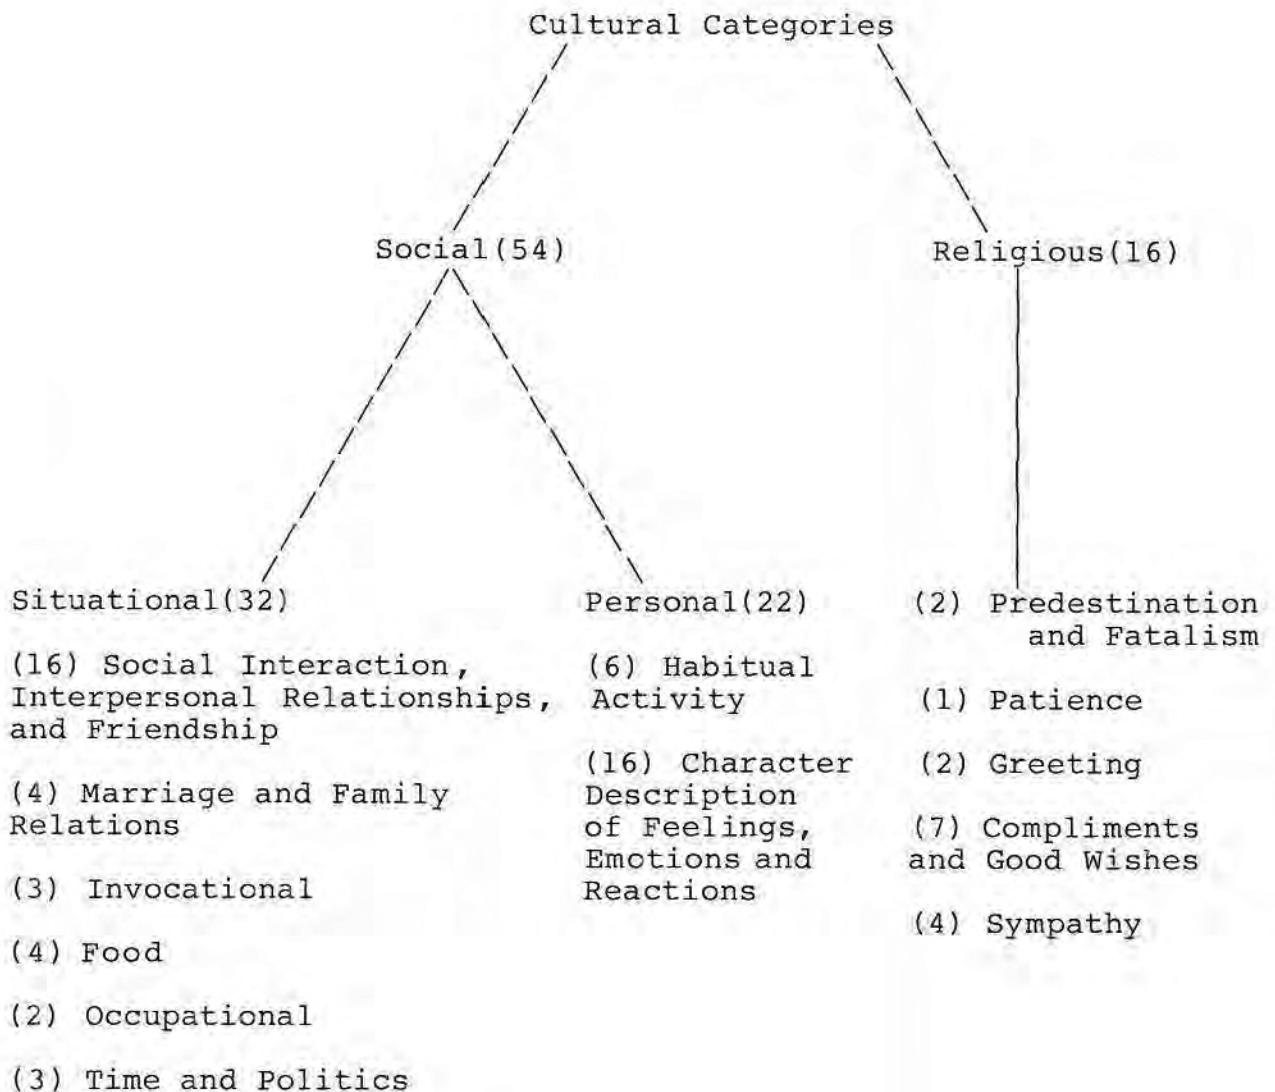 Cultural Categories
Social(54)
Religious(16)
Situational(32)
(16) Social Interaction,
Interpersonal Relationships,
and Friendship
(4) Marriage and Family
Relations
(3) Invocational
(4) Food
(2) Occupational
(3) Time and Politics
Personal(22)
(6) Habitual
Activity
(16) Character
Description
of Feelings,
Emotions and
Reactions
(2) Predestination
and Fatalism
(1) Patience
(2) Greeting
(7) Compliments
and Good Wishes
(4) Sympathy